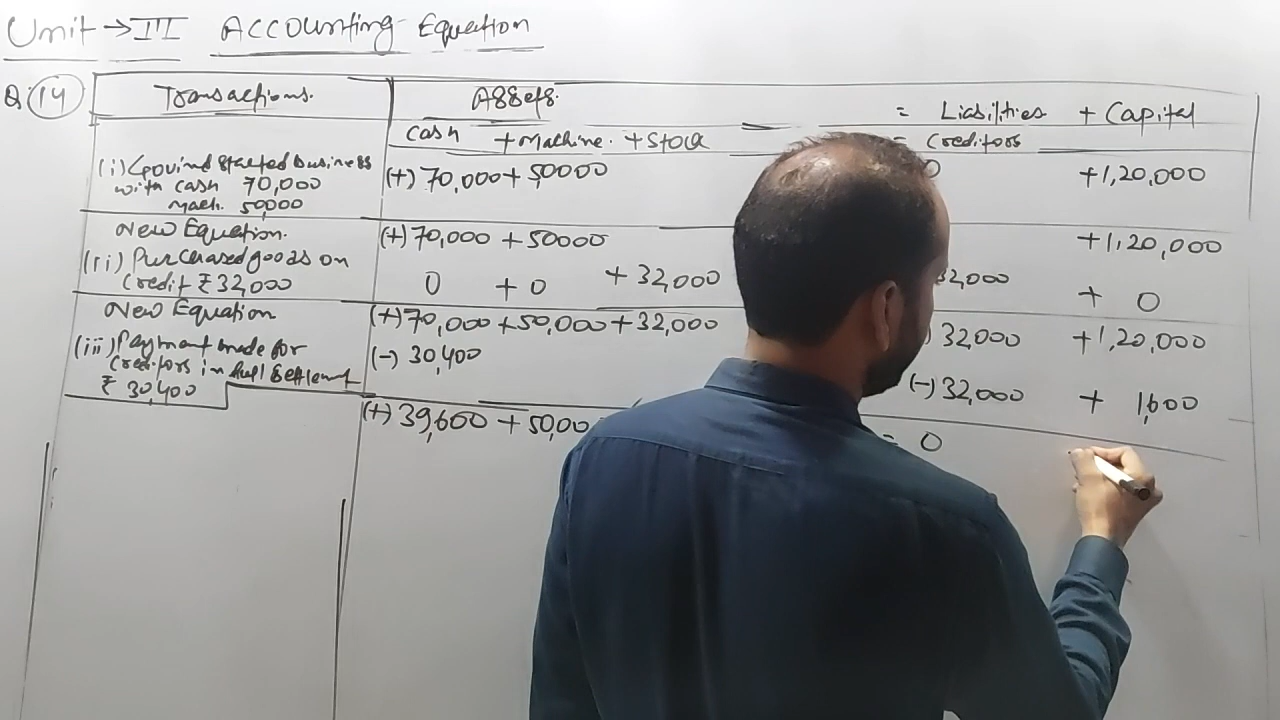 Unit → III Accounting Equation
Q. 14
Transactions.
Assets.
= Liabilities + Capital
Cash + Machine. + Stock = Creditors
(i) Govind Started Business
with cash 70,000
Mach. 50,000
(+) 70,000 + 50000
0
+1,20,000
New Equation.
(+) 70,000 + 50000
+1,20,000
(ii) Purchased goods on
Credit ₹ 32,000
0 + 0 + 32,000
32,000
+ 0
New Equation
(+) 70,000 + 50,000 + 32,000
32,000 + 1,20,000
(iii) Payment made for
Creditors in full Settlement
₹ 30,400
(-) 30,400
(-) 32,000 + 1,600
(+) 39,600 + 50,00
= 0